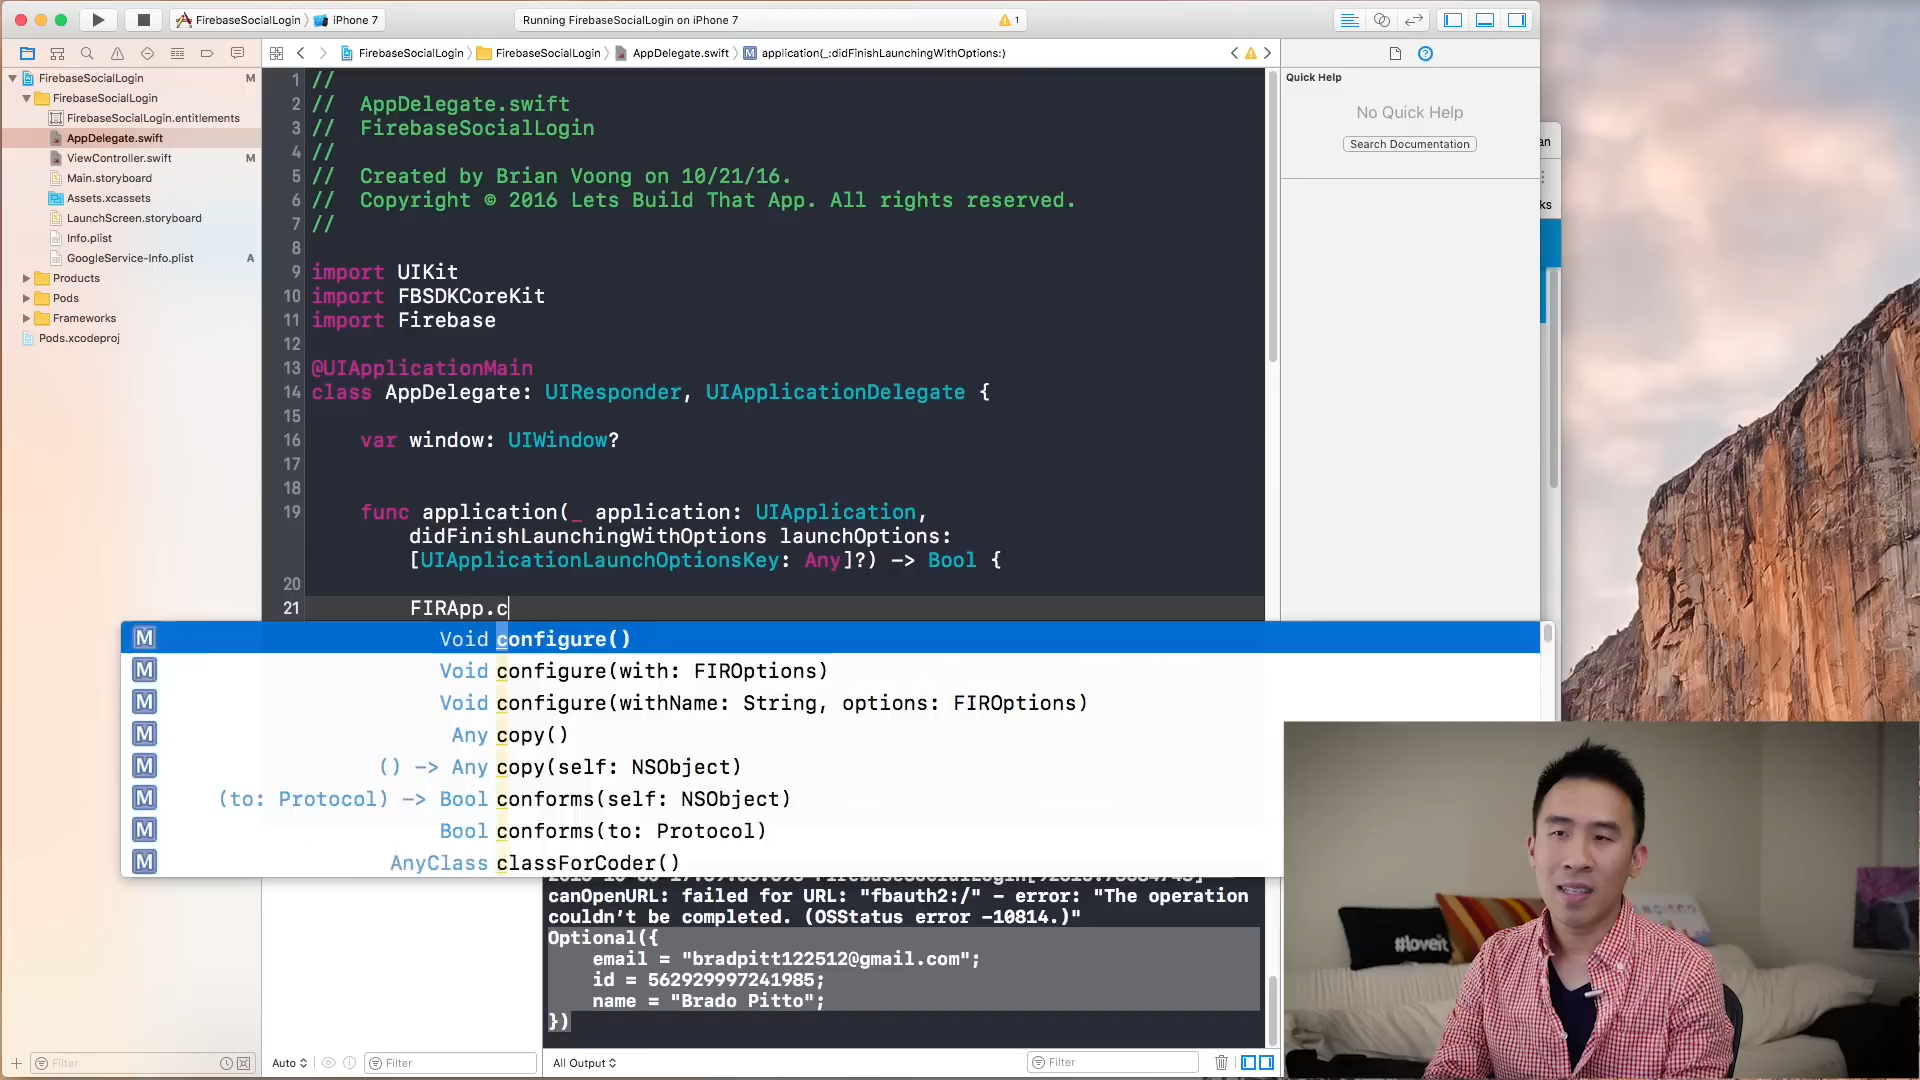 FirebaseSocialLogin
iPhone 7
Running FirebaseSocialLogin on iPhone 7
1
FirebaseSocialLogin
FirebaseSocialLogin
AppDelegate.swift
application(_:didFinishLaunchingWithOptions:)
FirebaseSocialLogin M
FirebaseSocialLogin
FirebaseSocialLogin.entitlements
AppDelegate.swift
ViewController.swift M
Main.storyboard
Assets.xcassets
LaunchScreen.storyboard
Info.plist
GoogleService-Info.plist A
Products
Pods
Frameworks
Pods.xcodeproj
1 //
2 //  AppDelegate.swift
3 //  FirebaseSocialLogin
4 //
5 //  Created by Brian Voong on 10/21/16.
6 //  Copyright © 2016 Lets Build That App. All rights reserved.
7 //
8
9 import UIKit
10 import FBSDKCoreKit
11 import Firebase
12
13 @UIApplicationMain
14 class AppDelegate: UIResponder, UIApplicationDelegate {
15
16 var window: UIWindow?
17
18
19 func application(_ application: UIApplication,
didFinishLaunchingWithOptions launchOptions:
[UIApplicationLaunchOptionsKey: Any]?) -> Bool {
20
21 FIRApp.c
M Void configure()
M Void configure(with: FIROptions)
M Void configure(withName: String, options: FIROptions)
M Any copy()
M () -> Any copy(self: NSObject)
M (to: Protocol) -> Bool conforms(self: NSObject)
M Bool conforms(to: Protocol)
M AnyClass classForCoder()
canOpenURL: failed for URL: "fbauth2:/" - error: "The operation
couldn’t be completed. (OSStatus error -10814.)"
Optional({
email = "bradpitt122512@gmail.com";
id = 562929997241985;
name = "Brado Pitto";
})
Filter
Auto
Filter
All Output
Filter
Quick Help
No Quick Help
Search Documentation
an
ks
#loveit